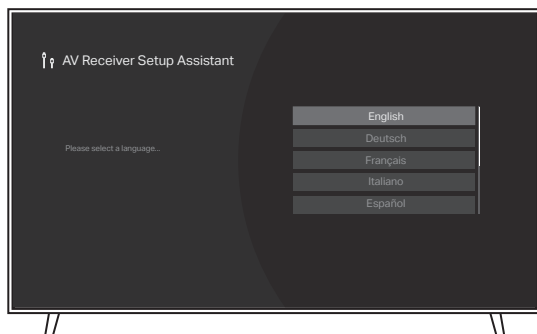 AV Receiver Setup Assistant
Please select a language...
English
Deutsch
Français
Italiano
Español